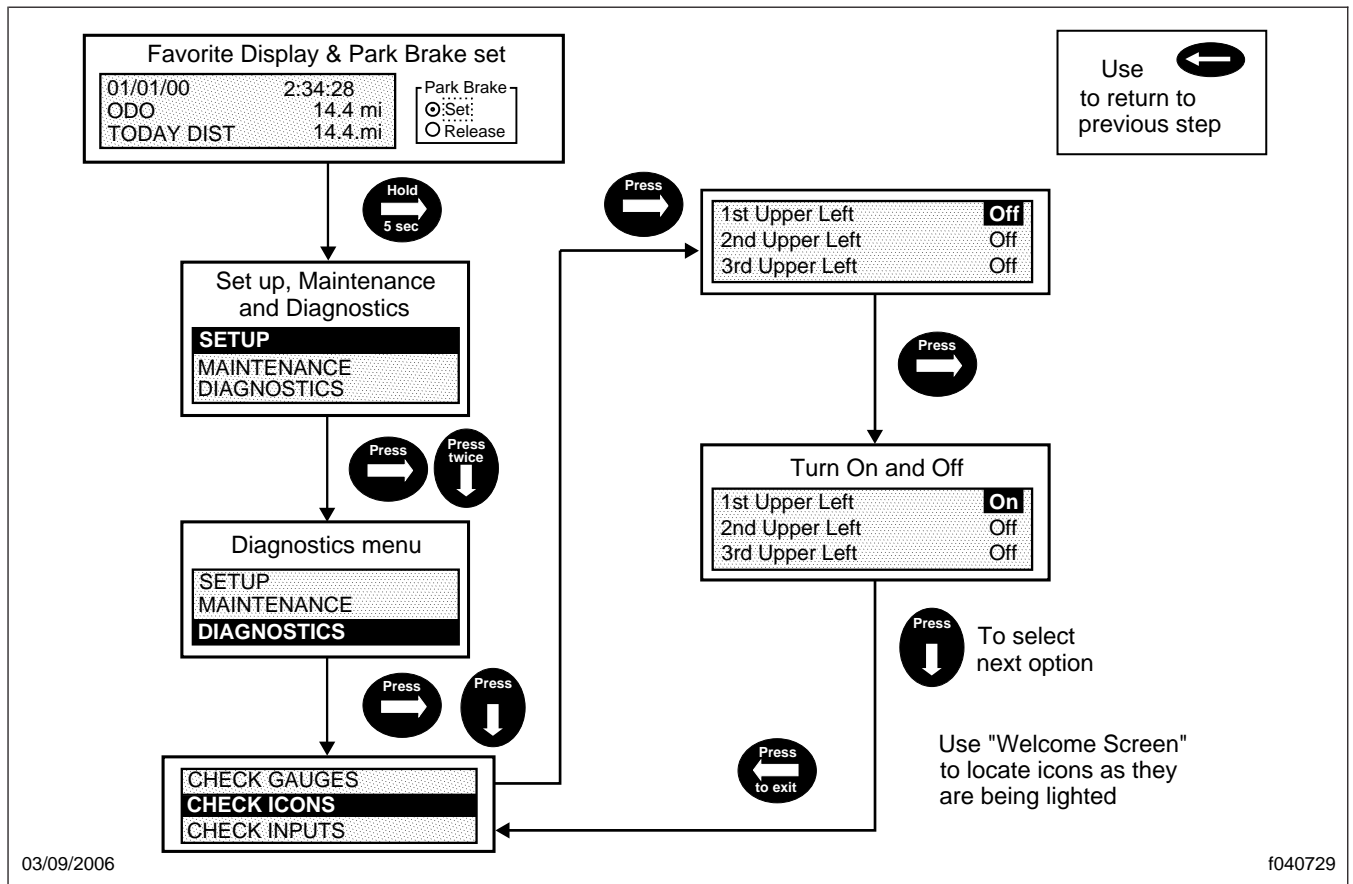 Favorite Display & Park Brake set
01/01/00 2:34:28
ODO 14.4 mi
TODAY DIST 14.4.mi
Park Brake
Set
Release
Use
to return to
previous step
Hold
5 sec
Set up, Maintenance
and Diagnostics
SETUP
MAINTENANCE
DIAGNOSTICS
Press
Press
twice
Diagnostics menu
SETUP
MAINTENANCE
DIAGNOSTICS
Press
Press
CHECK GAUGES
CHECK ICONS
CHECK INPUTS
Press
1st Upper Left Off
2nd Upper Left Off
3rd Upper Left Off
Press
Turn On and Off
1st Upper Left On
2nd Upper Left Off
3rd Upper Left Off
Press
To select
next option
Press
to exit
Use "Welcome Screen"
to locate icons as they
are being lighted
03/09/2006
f040729